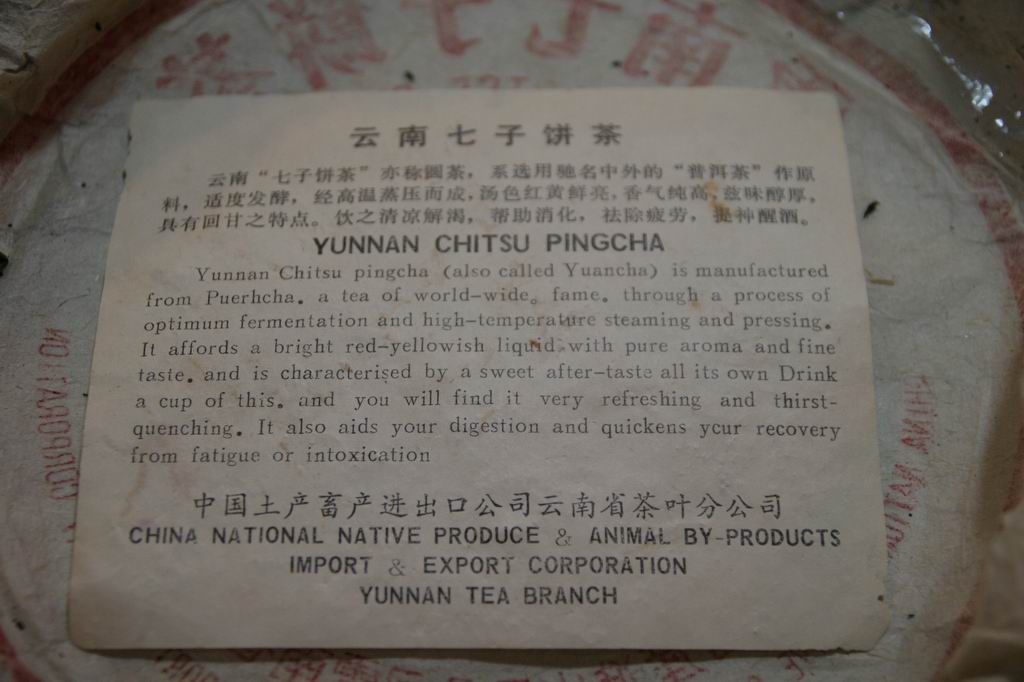 云南七子饼茶
云南“七子饼茶”亦称圆茶，系选用驰名中外的“普洱茶”作原
料，适度发酵，经高温蒸压而成，汤色红黄鲜亮，香气纯高，兹味醇厚，
具有回甘之特点。饮之清凉解渴，帮助消化，祛除疲劳，提神醒酒。
YUNNAN CHITSU PINGCHA
Yunnan Chitsu pingcha (also called Yuancha) is manufactured
from Puerhcha. a tea of world-wide. fame. through a process of
optimum fermentation and high-temperature steaming and pressing.
It affords a bright red-yellowish liquid with pure aroma and fine
taste. and is characterised by a sweet after-taste all its own Drink
a cup of this. and you will find it very refreshing and thirst-
quenching. It also aids your digestion and quickens ycur recovery
from fatigue or intoxication
中国土产畜产进出口公司云南省茶叶分公司
CHINA NATIONAL NATIVE PRODUCE & ANIMAL BY-PRODUCTS
IMPORT & EXPORT CORPORATION
YUNNAN TEA BRANCH